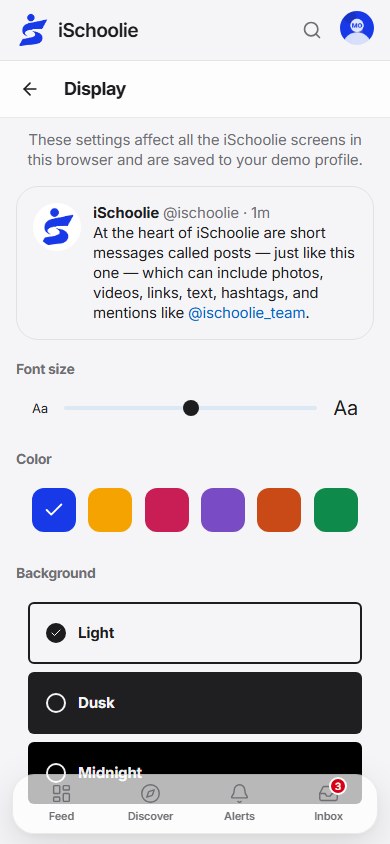 iSchoolie
MO
Display
These settings affect all the iSchoolie screens in
this browser and are saved to your demo profile.
iSchoolie @ischoolie · 1m
At the heart of iSchoolie are short
messages called posts — just like this
one — which can include photos,
videos, links, text, hashtags, and
mentions like @ischoolie_team.
Font size
Aa
Aa
Color
Background
Light
Dusk
Midnight
3
Feed
Discover
Alerts
Inbox